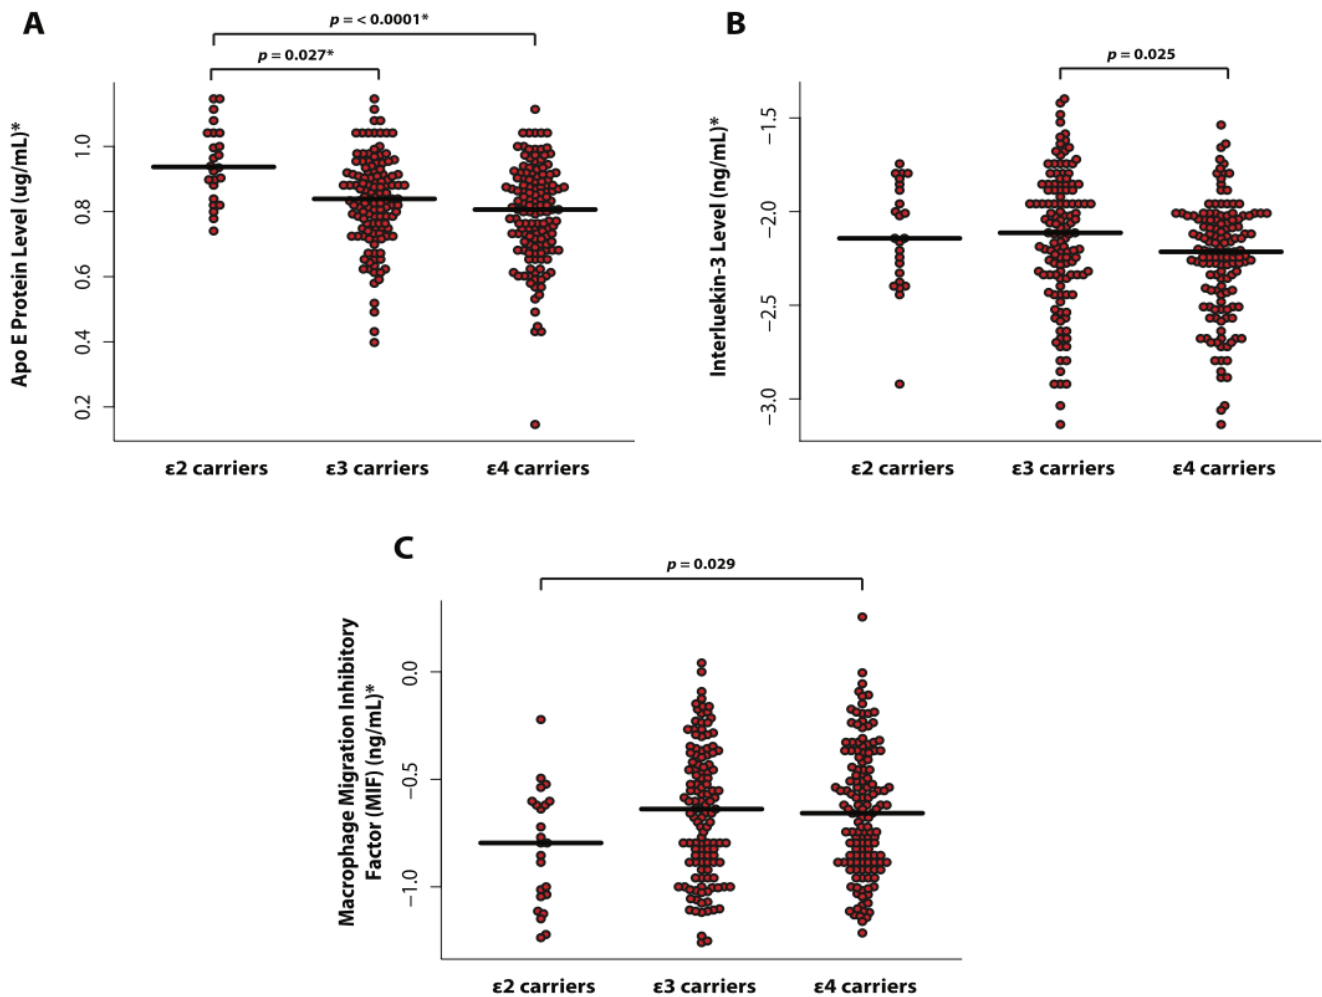 A
p = < 0.0001*
p = 0.027*
Apo E Protein Level (ug/mL)*
1.0
0.8
0.6
0.4
0.2
ε2 carriers
ε3 carriers
ε4 carriers
B
p = 0.025
Interluekin-3 Level (ng/mL)*
−1.5
−2.0
−2.5
−3.0
ε2 carriers
ε3 carriers
ε4 carriers
C
p = 0.029
Macrophage Migration Inhibitory
Factor (MIF) (ng/mL)*
0.0
−0.5
−1.0
ε2 carriers
ε3 carriers
ε4 carriers